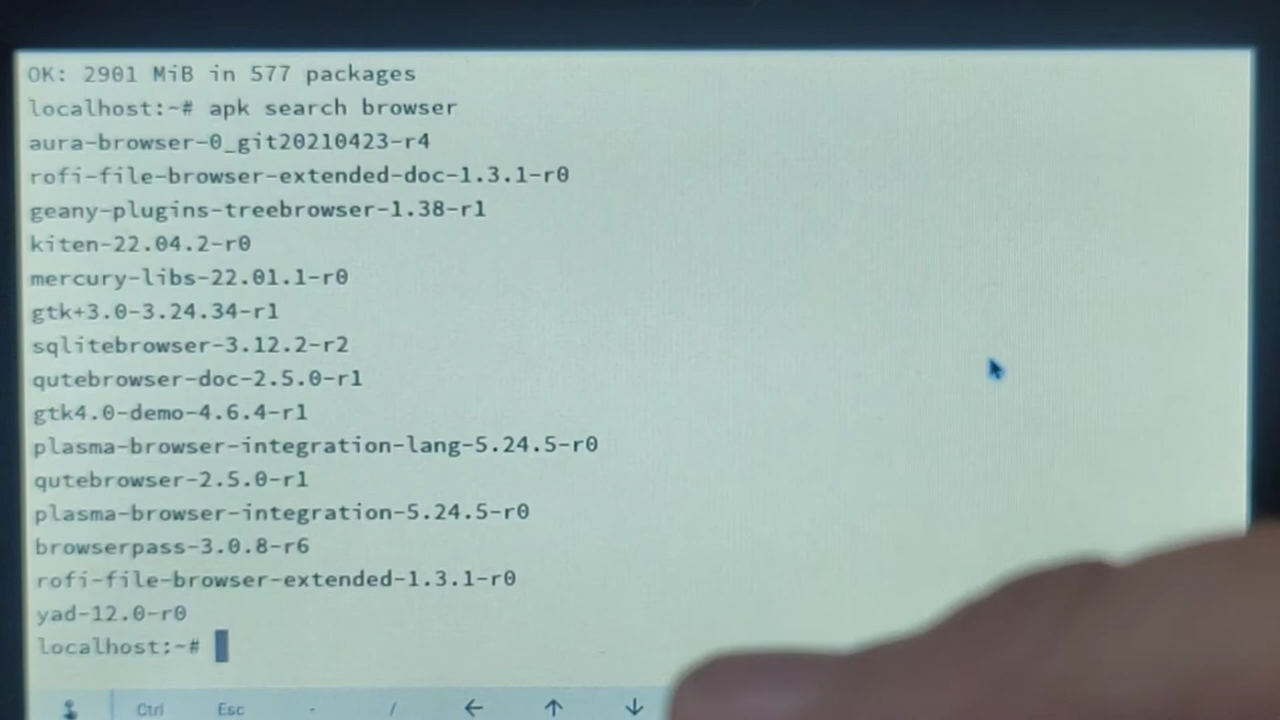 OK: 2901 MiB in 577 packages
localhost:~# apk search browser
aura-browser-0_git20210423-r4
rofi-file-browser-extended-doc-1.3.1-r0
geany-plugins-treebrowser-1.38-r1
kiten-22.04.2-r0
mercury-libs-22.01.1-r0
gtk+3.0-3.24.34-r1
sqlitebrowser-3.12.2-r2
qutebrowser-doc-2.5.0-r1
gtk4.0-demo-4.6.4-r1
plasma-browser-integration-lang-5.24.5-r0
qutebrowser-2.5.0-r1
plasma-browser-integration-5.24.5-r0
browserpass-3.0.8-r6
rofi-file-browser-extended-1.3.1-r0
yad-12.0-r0
localhost:~#
Ctrl Esc - / ← ↑ ↓